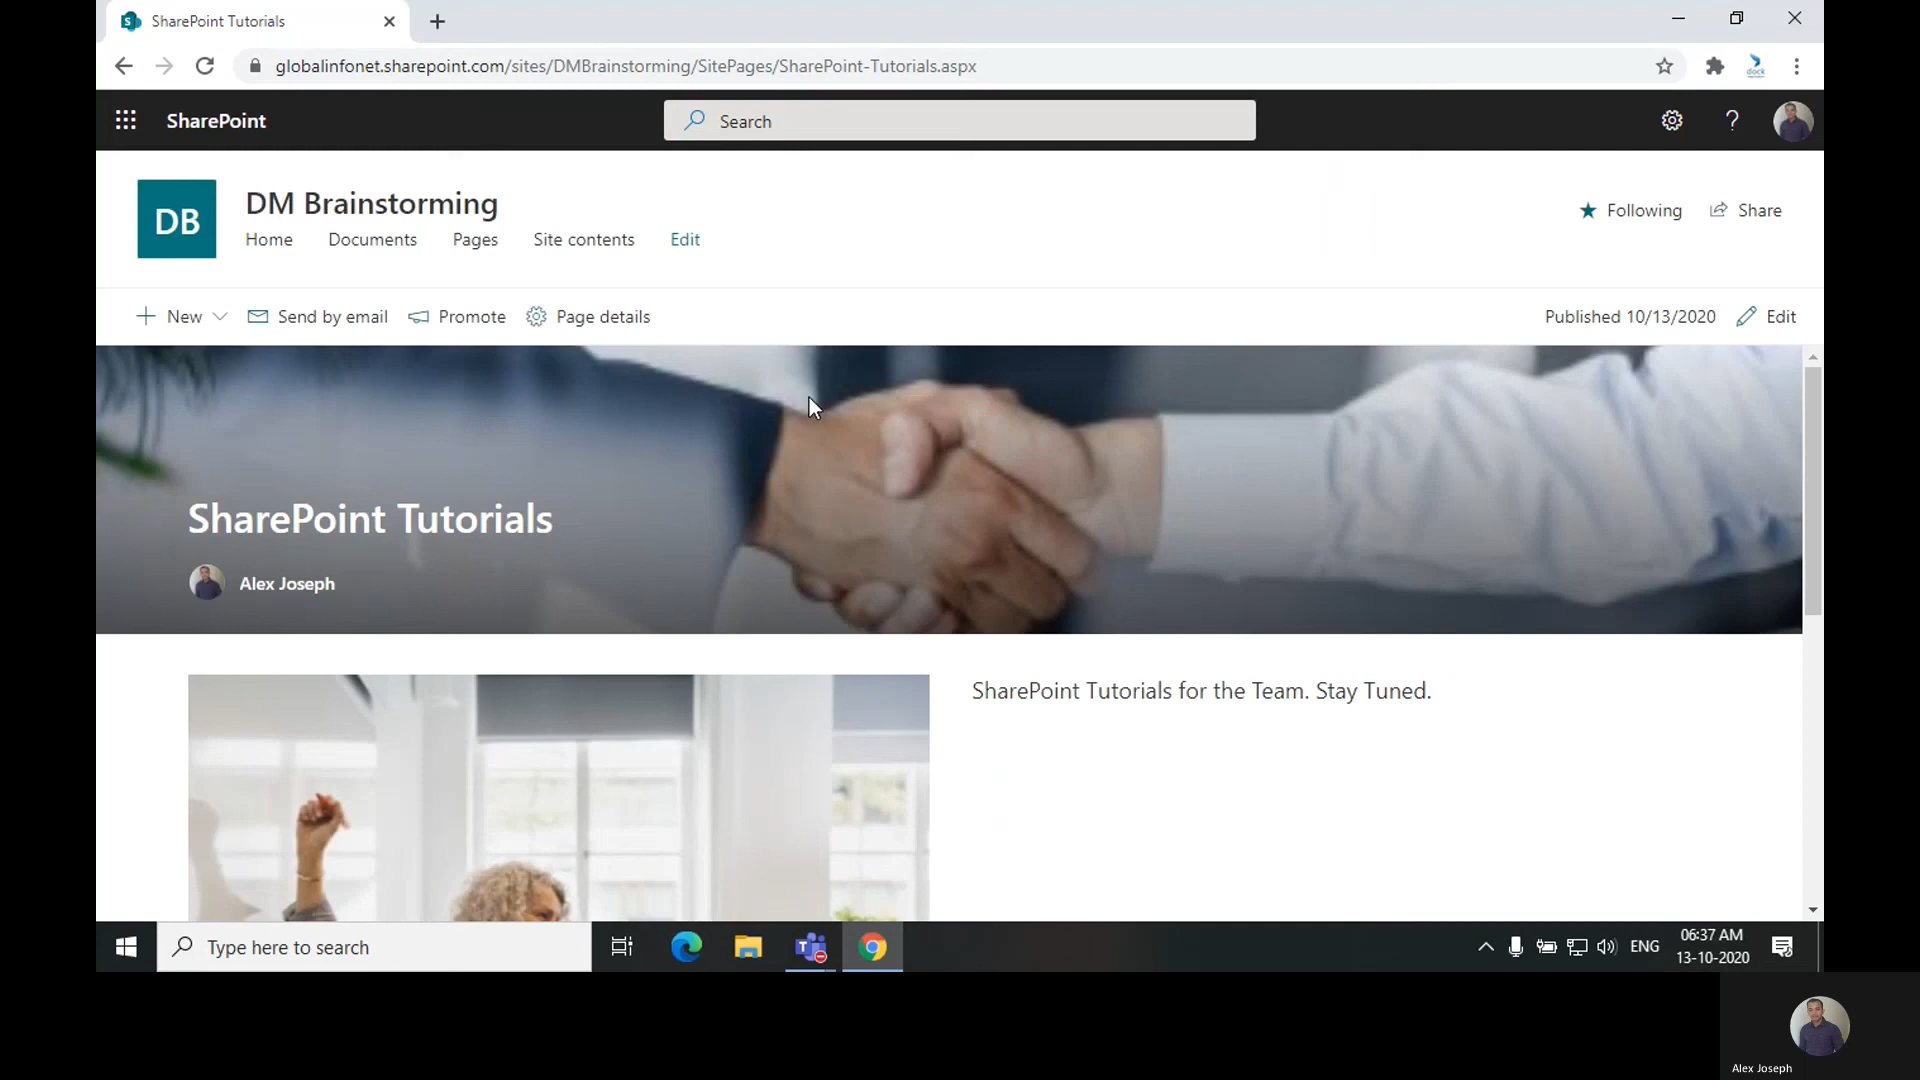 SharePoint Tutorials
globalinfonet.sharepoint.com/sites/DMBrainstorming/SitePages/SharePoint-Tutorials.aspx
dock
SharePoint
Search
?
DB
DM Brainstorming
Following
Share
Home Documents Pages Site contents Edit
New Send by email Promote Page details
Published 10/13/2020 Edit
SharePoint Tutorials
Alex Joseph
SharePoint Tutorials for the Team. Stay Tuned.
Type here to search
ENG
06:37 AM
13-10-2020
Alex Joseph